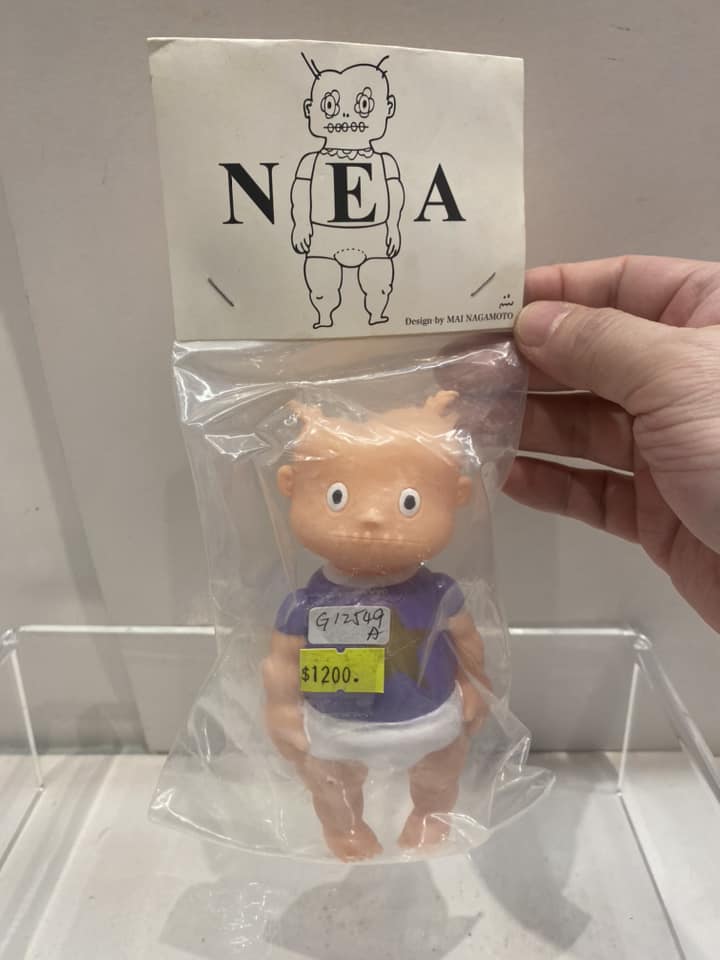 NEA
Design by MAI NAGAMOTO
G12549
A
$1200.